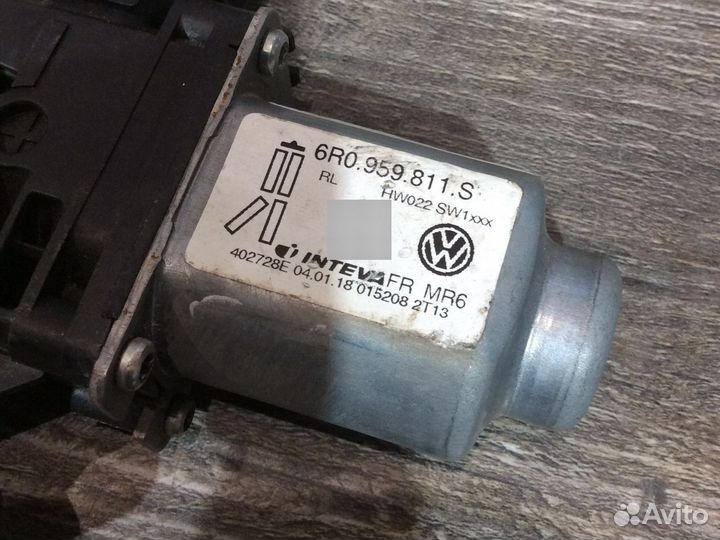 6R0.959.811.S
RL HW022 SW1xxx
INTEVA FR MR6
402728E 04.01.18 015208 2T13
Avito